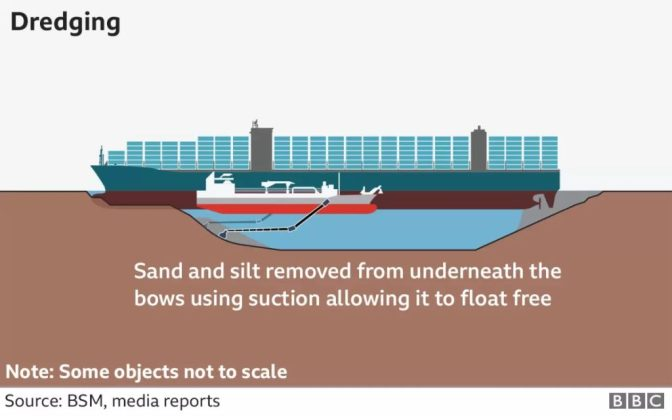 Dredging
Sand and silt removed from underneath the
bows using suction allowing it to float free
Note: Some objects not to scale
Source: BSM, media reports
BBC